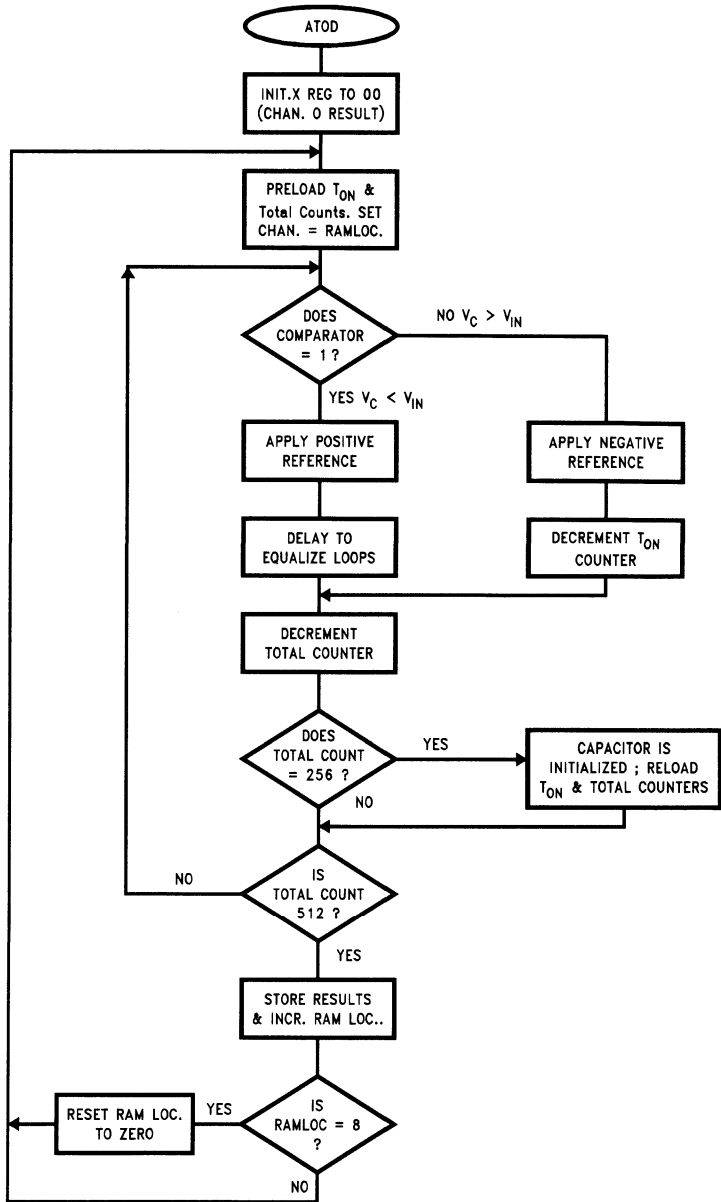 ATOD
INIT.X REG TO 00
(CHAN. 0 RESULT)
PRELOAD TON &
Total Counts. SET
CHAN. = RAMLOC.
DOES
COMPARATOR
= 1 ?
NO VC > VIN
YES VC < VIN
APPLY POSITIVE
REFERENCE
APPLY NEGATIVE
REFERENCE
DELAY TO
EQUALIZE LOOPS
DECREMENT TON
COUNTER
DECREMENT
TOTAL COUNTER
DOES
TOTAL COUNT
= 256 ?
YES
CAPACITOR IS
INITIALIZED ; RELOAD
TON & TOTAL COUNTERS
NO
IS
TOTAL COUNT
512 ?
NO
YES
STORE RESULTS
& INCR. RAM LOC..
IS
RAMLOC = 8
?
YES
RESET RAM LOC.
TO ZERO
NO